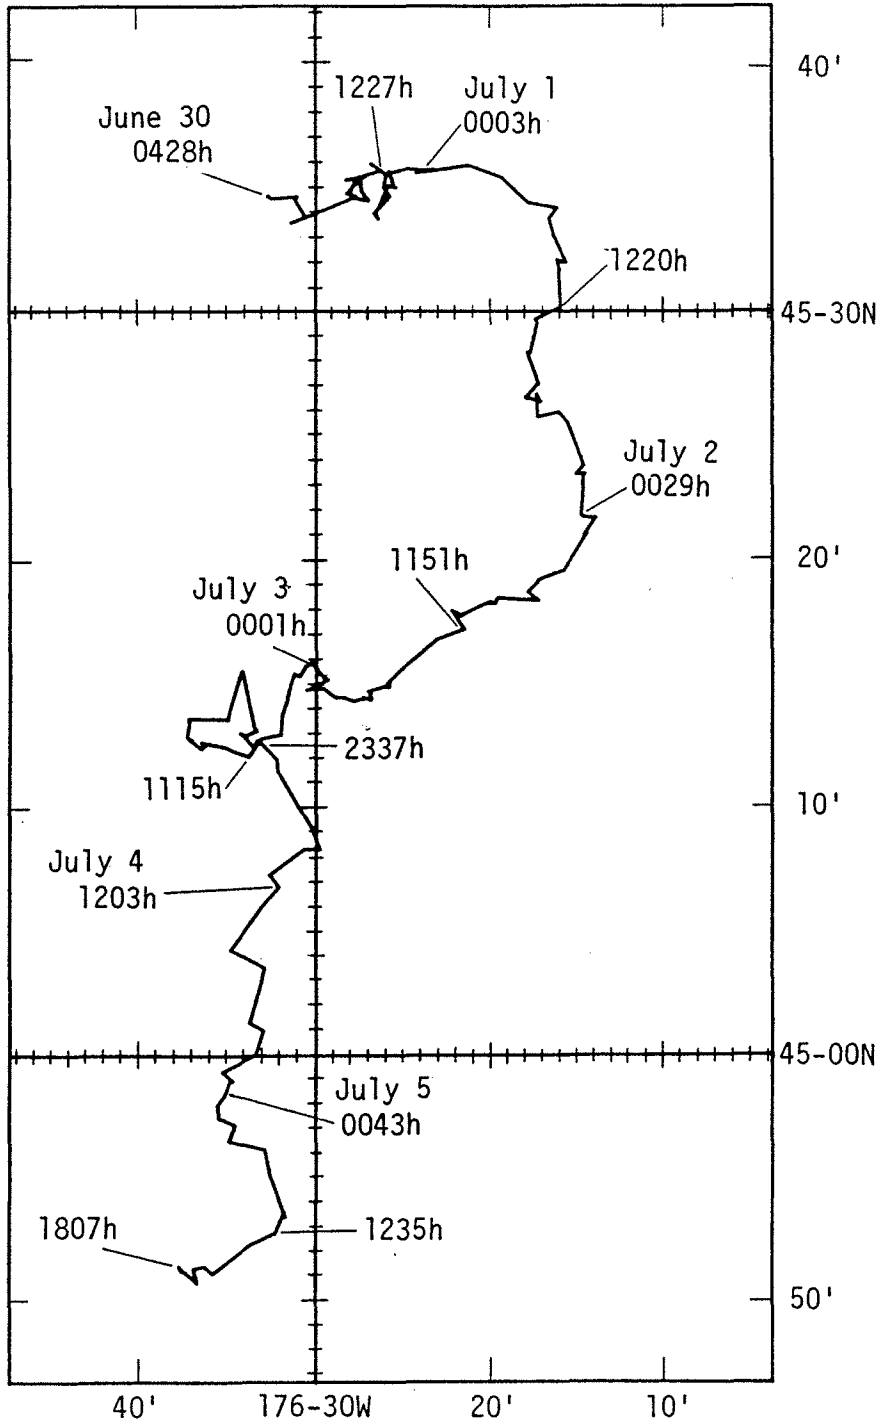 40'
1227h
July 1
0003h
June 30
0428h
1220h
45-30N
July 2
0029h
1151h
20'
July 3
0001h
2337h
1115h
10'
July 4
1203h
45-00N
July 5
0043h
1807h
1235h
50'
40'
176-30W
20'
10'